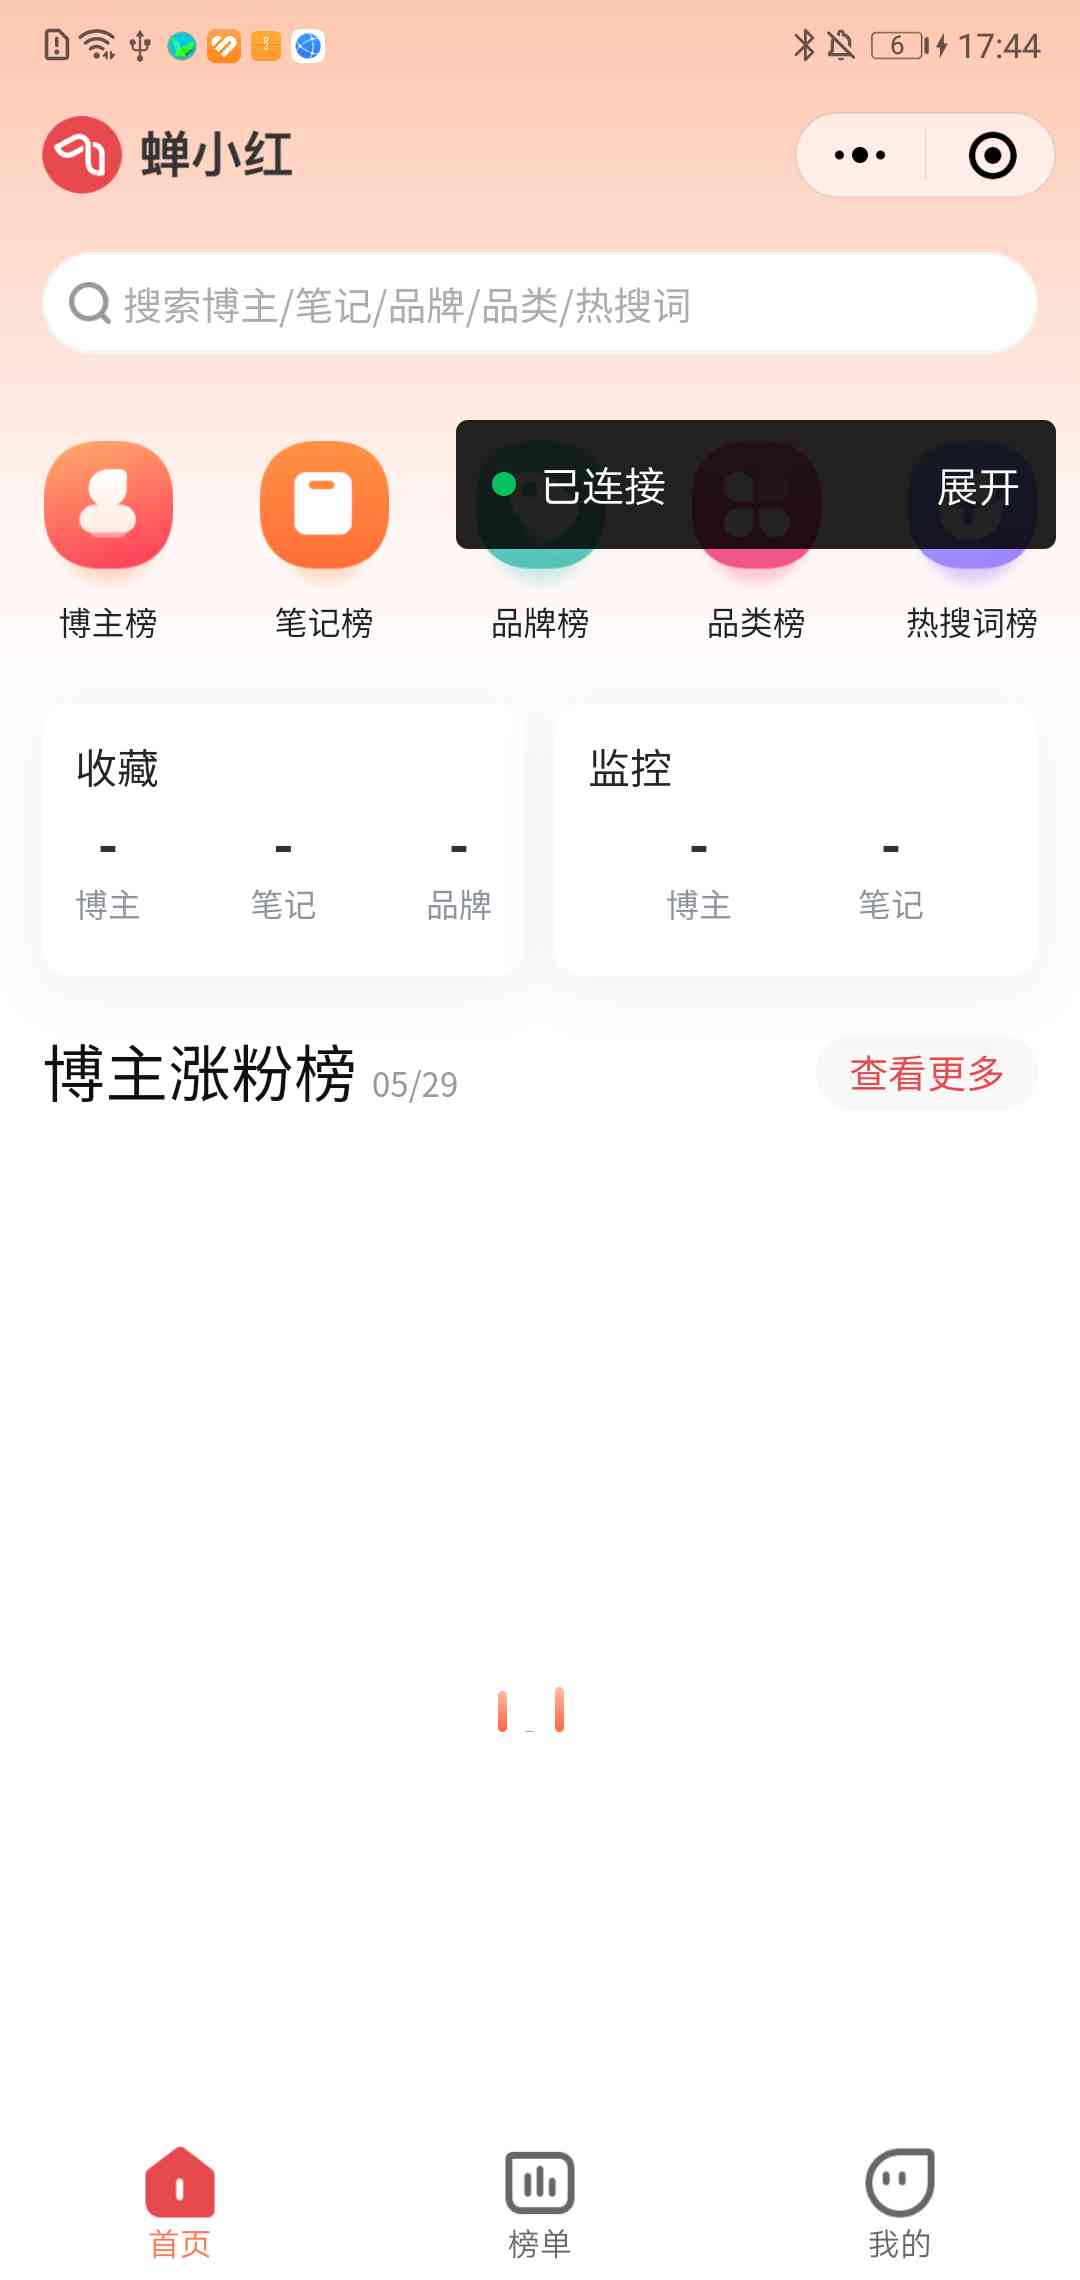 6 17:44
蝉小红
搜索博主/笔记/品牌/品类/热搜词
已连接 展开
博主榜 笔记榜 品牌榜 品类榜 热搜词榜
收藏 监控
- - - - -
博主 笔记 品牌 博主 笔记
博主涨粉榜 05/29 查看更多
首页 榜单 我的